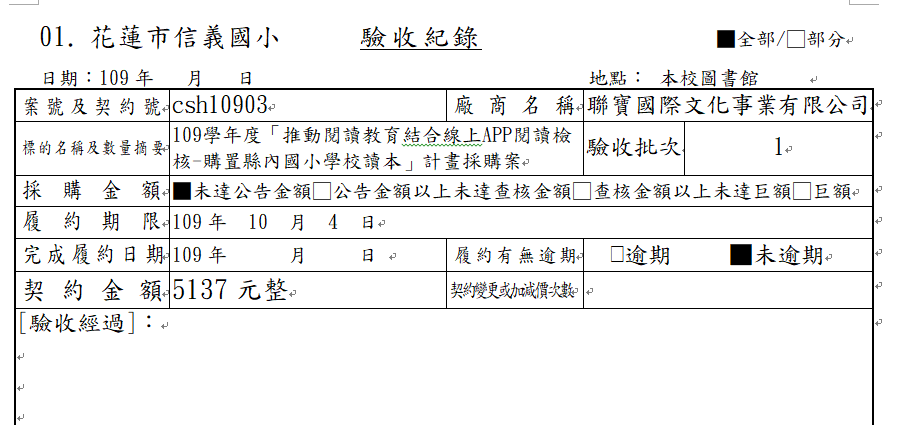 01. 花蓮市信義國小 驗收紀錄 ■全部/□部分
日期：109 年 月 日 地點： 本校圖書館
案號及契約號 csh10903 廠商名稱 聯寶國際文化事業有限公司
標的名稱及數量摘要 109學年度「推動閱讀教育結合線上APP閱讀檢核-購置縣內國小學校讀本」計畫採購案 驗收批次 1
採購金額 ■未達公告金額□公告金額以上未達查核金額□查核金額以上未達巨額□巨額
履約期限 109 年 10 月 4 日
完成履約日期 109 年 月 日 履約有無逾期 □逾期 ■未逾期
契約金額 5137 元整 契約變更或加減價次數
[驗收經過]：